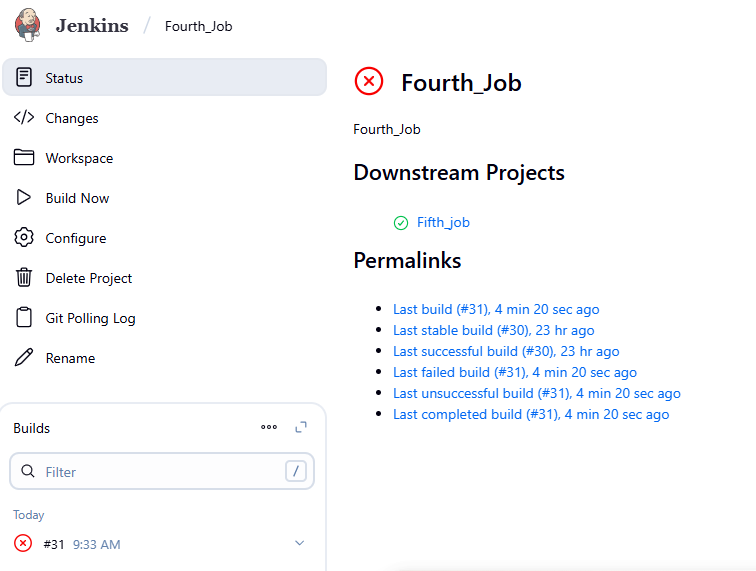 Jenkins / Fourth_Job
Status
Changes
Workspace
Build Now
Configure
Delete Project
Git Polling Log
Rename
Builds
Filter /
Today
#31 9:33 AM
Fourth_Job
Fourth_Job
Downstream Projects
Fifth_job
Permalinks
Last build (#31), 4 min 20 sec ago
Last stable build (#30), 23 hr ago
Last successful build (#30), 23 hr ago
Last failed build (#31), 4 min 20 sec ago
Last unsuccessful build (#31), 4 min 20 sec ago
Last completed build (#31), 4 min 20 sec ago